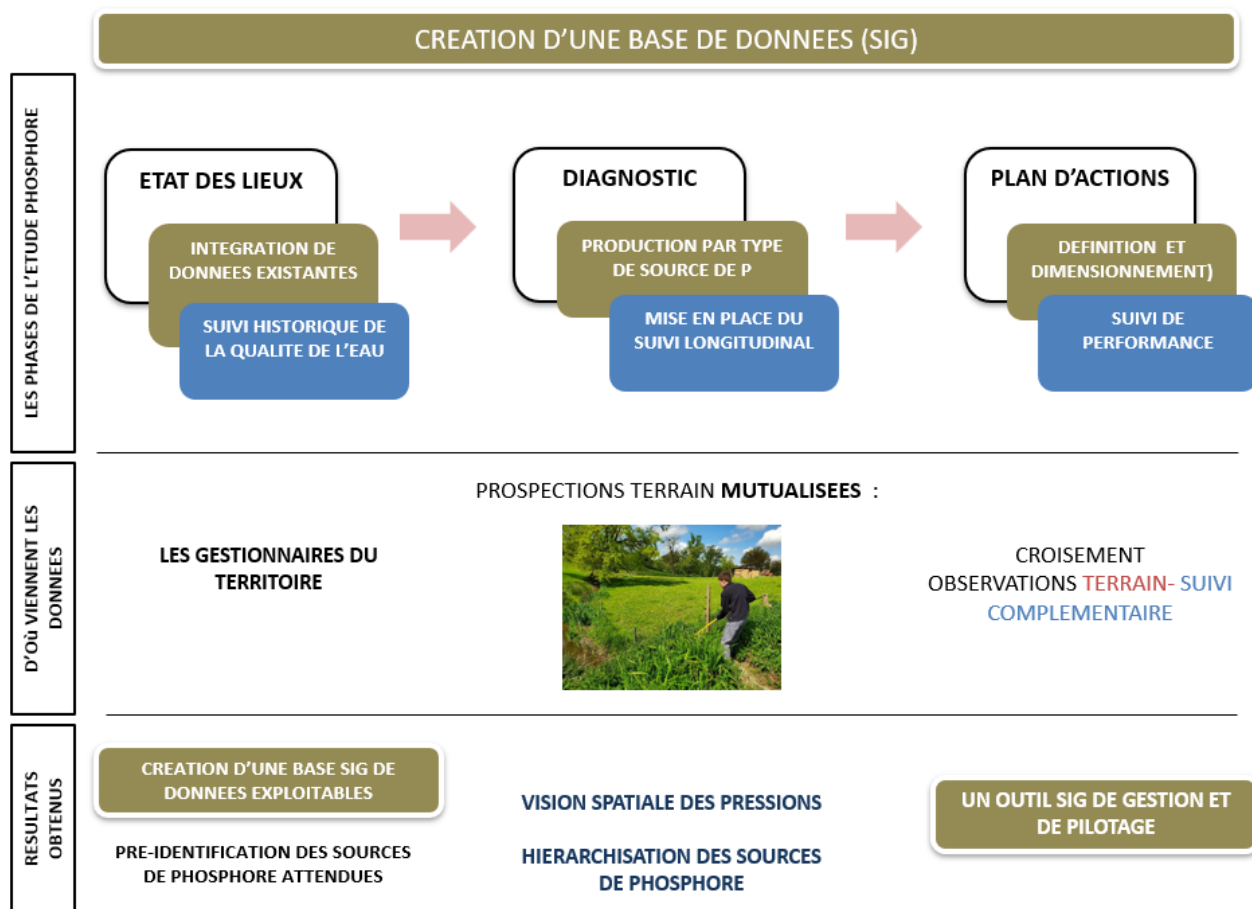 CREATION D'UNE BASE DE DONNEES (SIG)
LES PHASES DE L'ETUDE PHOSPHORE
ETAT DES LIEUX
INTEGRATION DE
DONNEES EXISTANTES
SUIVI HISTORIQUE DE
LA QUALITE DE L'EAU
DIAGNOSTIC
PRODUCTION PAR TYPE
DE SOURCE DE P
MISE EN PLACE DU
SUIVI LONGITUDINAL
PLAN D'ACTIONS
DEFINITION ET
DIMENSIONNEMENT)
SUIVI DE
PERFORMANCE
D'Où VIENNENT LES
DONNEES
LES GESTIONNAIRES DU
TERRITOIRE
PROSPECTIONS TERRAIN MUTUALISEES :
CROISEMENT
OBSERVATIONS TERRAIN- SUIVI
COMPLEMENTAIRE
RESULTATS
OBTENUS
CREATION D'UNE BASE SIG DE
DONNEES EXPLOITABLES
PRE-IDENTIFICATION DES SOURCES
DE PHOSPHORE ATTENDUES
VISION SPATIALE DES PRESSIONS
HIERARCHISATION DES SOURCES
DE PHOSPHORE
UN OUTIL SIG DE GESTION ET
DE PILOTAGE